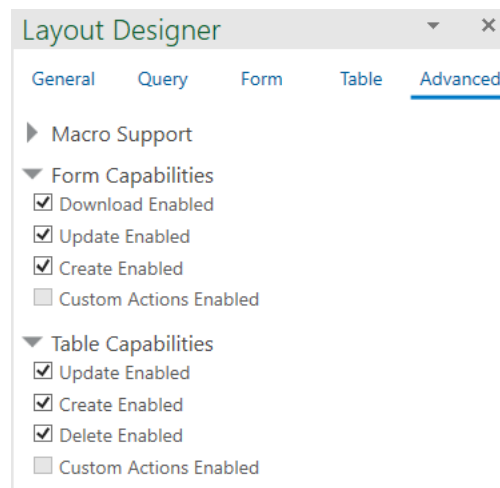 Layout Designer
General Query Form Table Advanced
Macro Support
Form Capabilities
Download Enabled
Update Enabled
Create Enabled
Custom Actions Enabled
Table Capabilities
Update Enabled
Create Enabled
Delete Enabled
Custom Actions Enabled